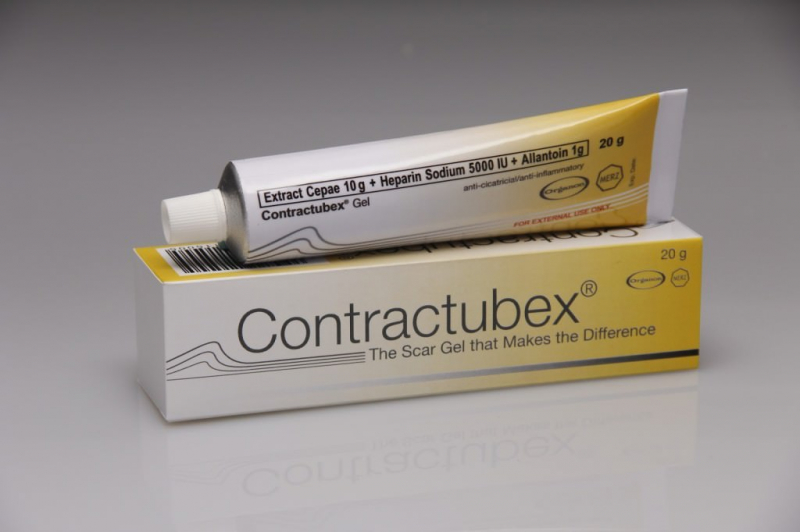 Extract Cepae 10 g + Heparin Sodium 5000 IU + Allantoin 1g
20 g
Contractubex® Gel
anti-cicatricial/anti-inflammatory
Organon
MERZ
FOR EXTERNAL USE ONLY
20 g
Organon
MERZ
Contractubex®
The Scar Gel that Makes the Difference